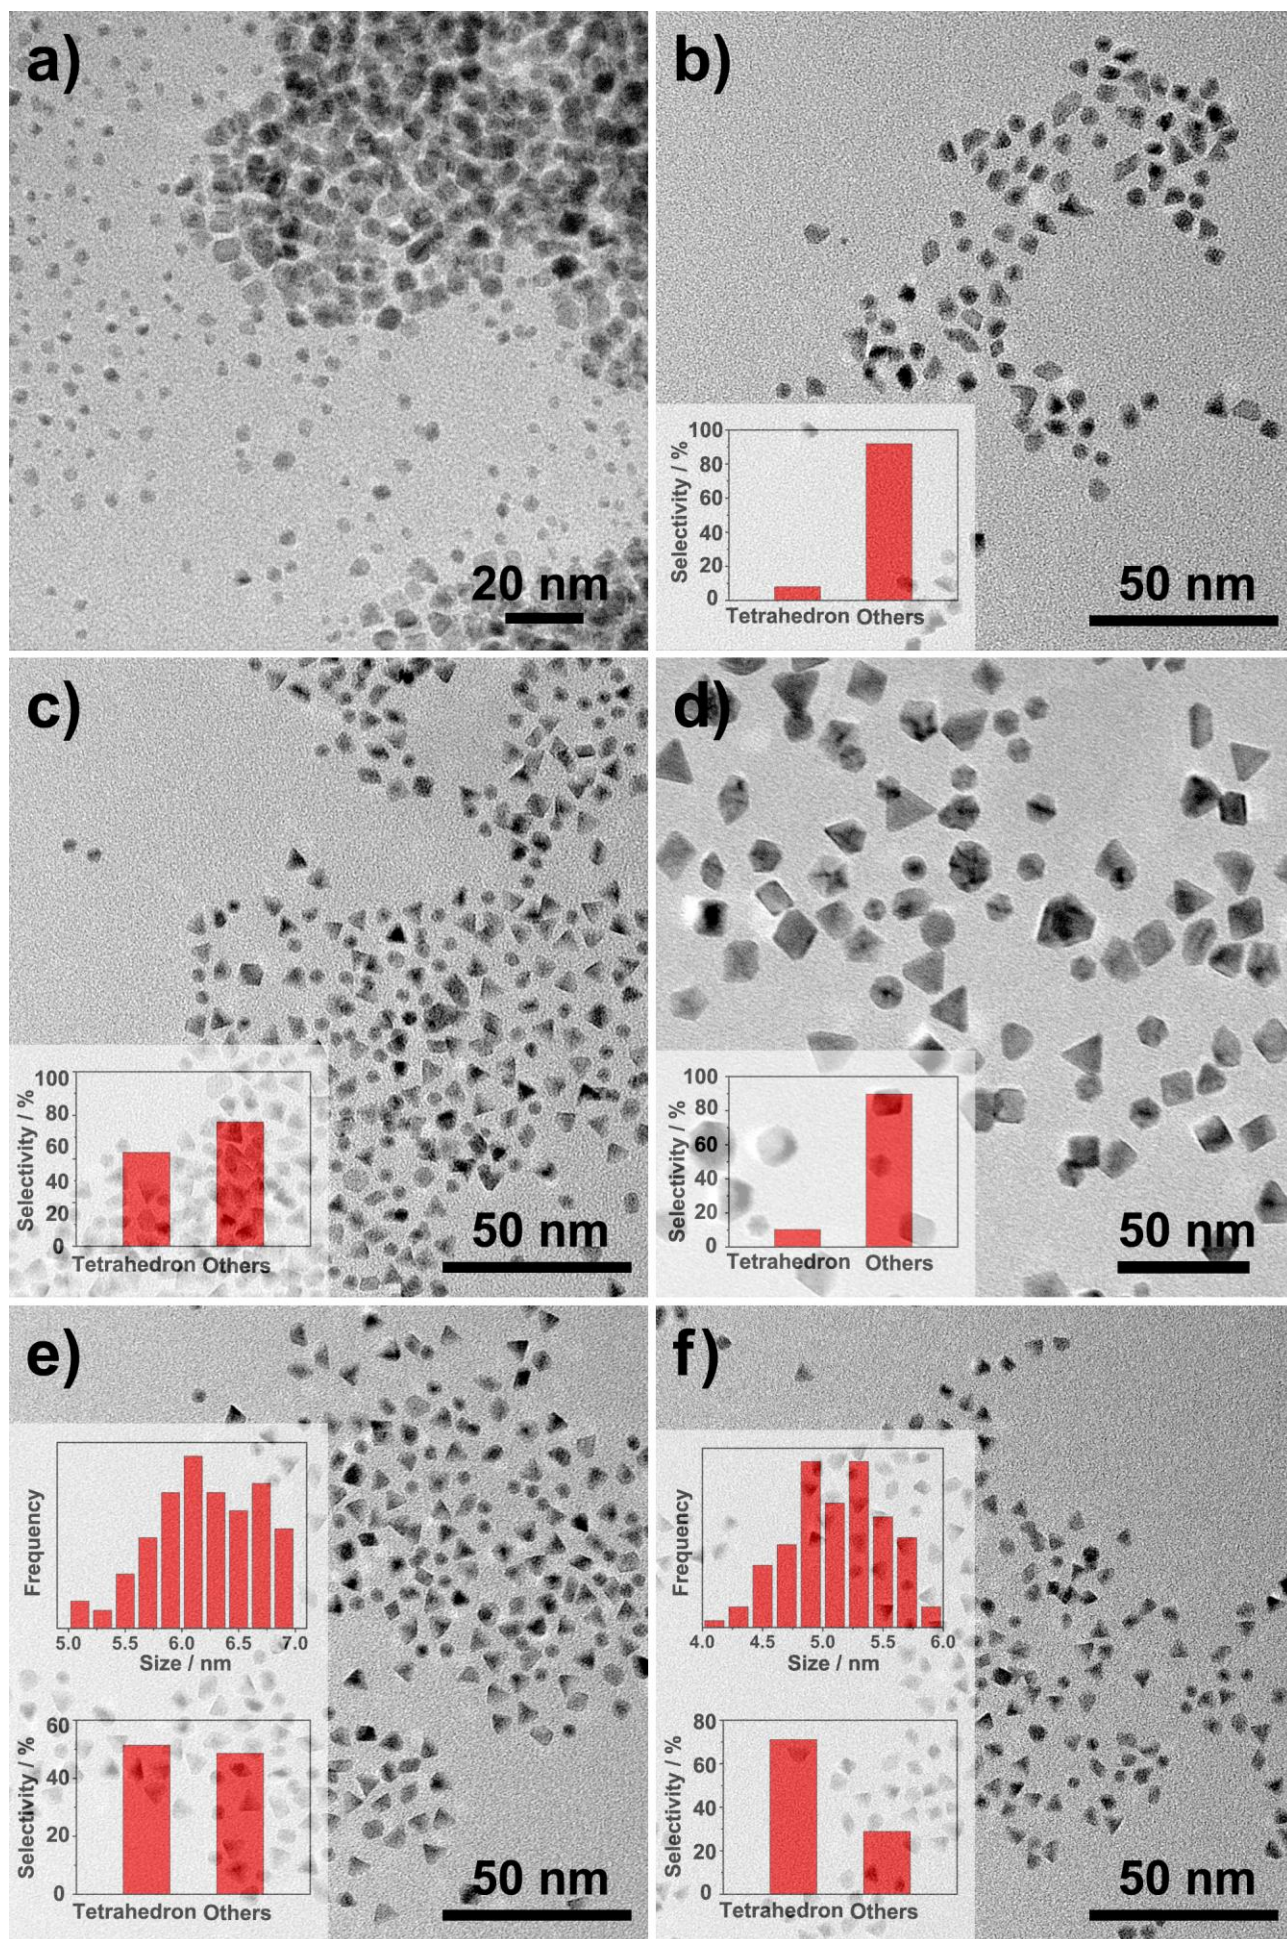 a)
20 nm
b)
Selectivity / %
100
80
60
40
20
0
Tetrahedron Others
50 nm
c)
Selectivity / %
100
80
60
40
20
0
Tetrahedron Others
50 nm
d)
Selectivity / %
100
80
60
40
20
0
Tetrahedron Others
50 nm
e)
Frequency
5.0 5.5 6.0 6.5 7.0
Size / nm
Selectivity / %
60
40
20
0
Tetrahedron Others
50 nm
f)
Frequency
4.0 4.5 5.0 5.5 6.0
Size / nm
Selectivity / %
80
60
40
20
0
Tetrahedron Others
50 nm